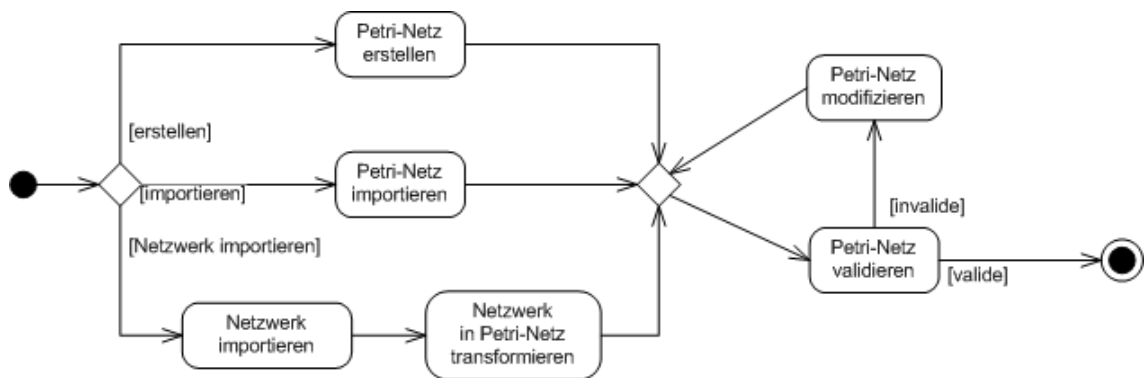 Petri-Netz
erstellen
[erstellen]
Petri-Netz
importieren
[importieren]
[Netzwerk importieren]
Netzwerk
importieren
Netzwerk
in Petri-Netz
transformieren
Petri-Netz
modifizieren
[invalide]
Petri-Netz
validieren
[valide]